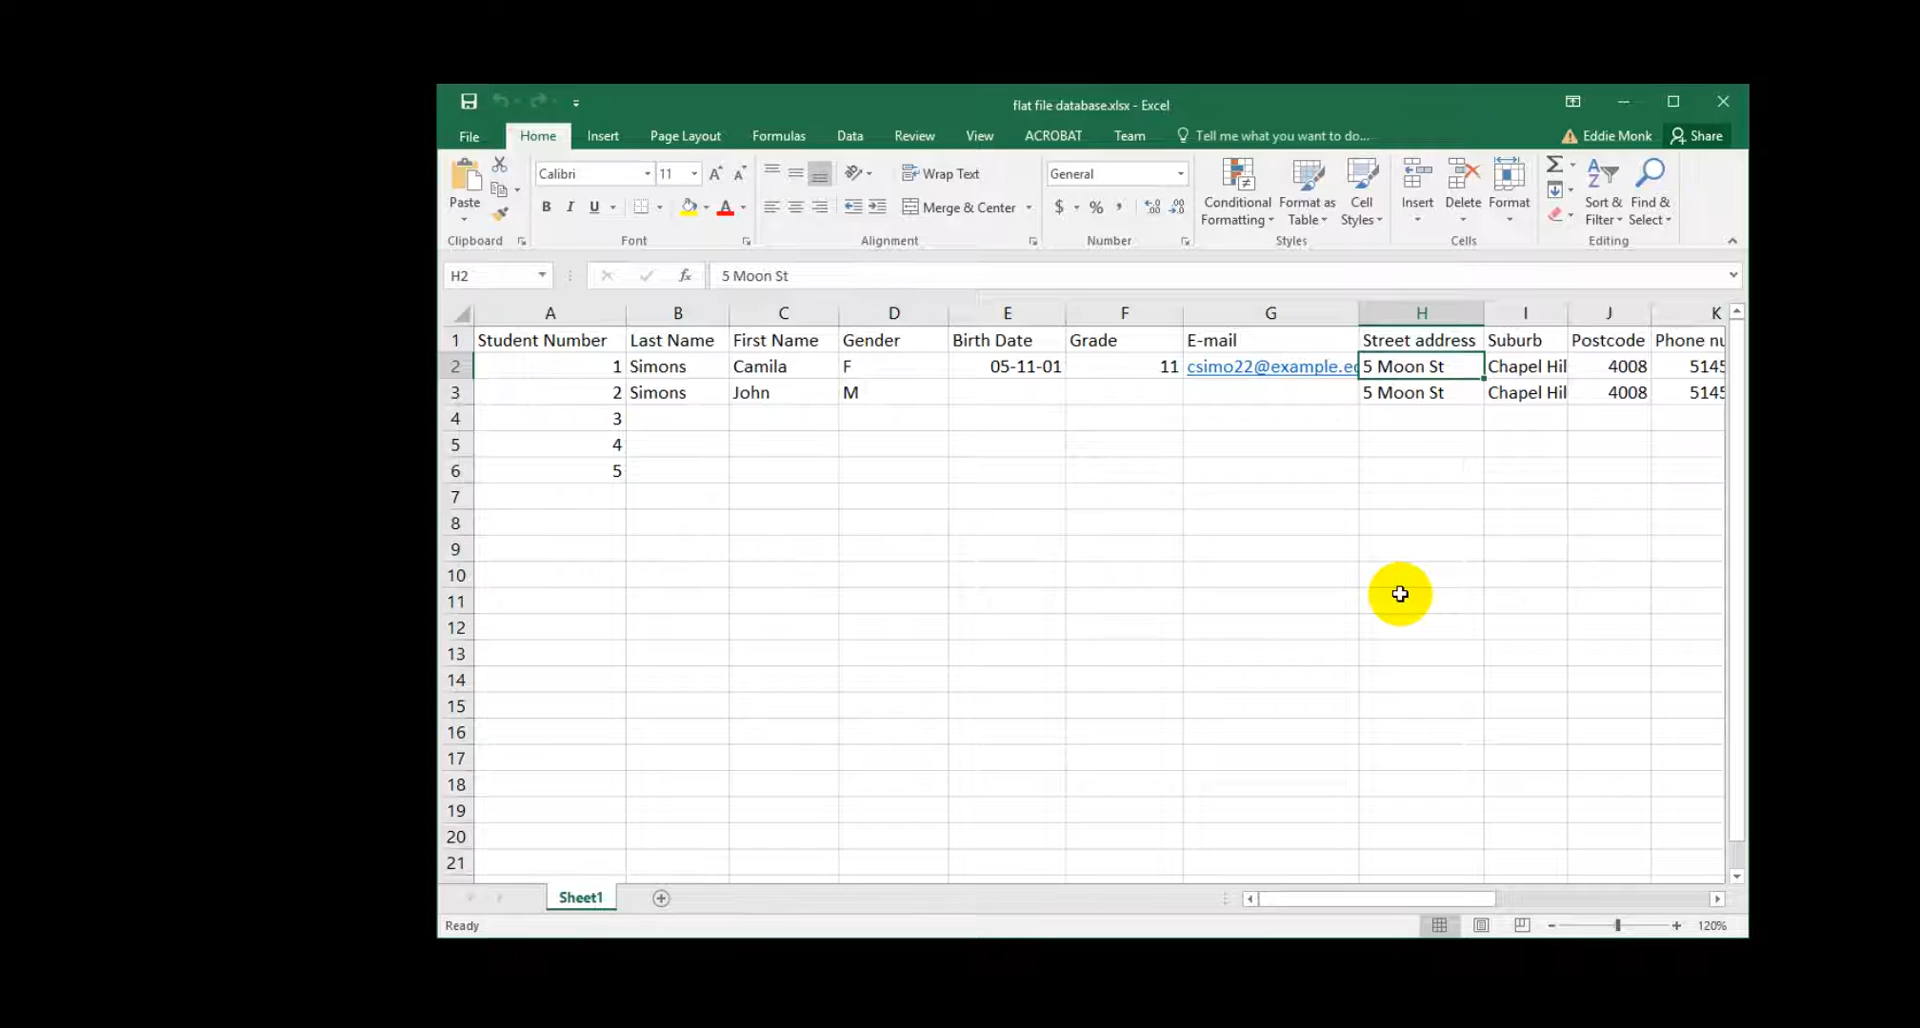 flat file database.xlsx - Excel
File Home Insert Page Layout Formulas Data Review View ACROBAT Team Tell me what you want to do... Eddie Monk Share
Paste
Clipboard
Calibri 11
B I U A
Font
Wrap Text
Merge & Center
Alignment
General
$ % ,
Number
Conditional Formatting
Format as Table
Cell Styles
Styles
Insert Delete Format
Cells
Sort & Filter
Find & Select
Editing
H2 fx 5 Moon St
A B C D E F G H I J K
1 Student Number Last Name First Name Gender Birth Date Grade E-mail Street address Suburb Postcode Phone nu
2 1 Simons Camila F 05-11-01 11 csimo22@example.ed 5 Moon St Chapel Hil 4008 5145
3 2 Simons John M 5 Moon St Chapel Hil 4008 5145
4 3
5 4
6 5
7
8
9
10
11
12
13
14
15
16
17
18
19
20
21
Sheet1
Ready 120%